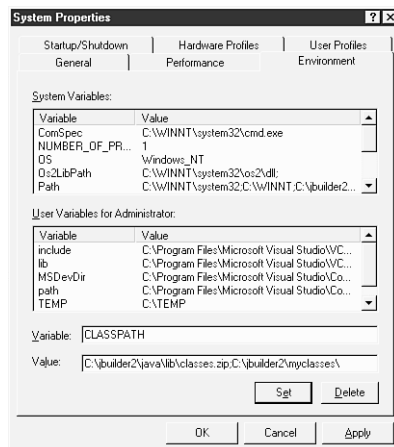 System Properties ? ×
Startup/Shutdown Hardware Profiles User Profiles
General Performance Environment
System Variables:
Variable Value
ComSpec C:\WINNT\system32\cmd.exe
NUMBER_OF_PR... 1
OS Windows_NT
Os2LibPath C:\WINNT\system32\os2\dll;
Path C:\WINNT\system32;C:\WINNT;C:\jbuilder2...
User Variables for Administrator:
Variable Value
include C:\Program Files\Microsoft Visual Studio\VC...
lib C:\Program Files\Microsoft Visual Studio\VC...
MSDevDir C:\Program Files\Microsoft Visual Studio\Co...
path C:\Program Files\Microsoft Visual Studio\Co...
TEMP C:\TEMP
Variable: CLASSPATH
Value: C:\jbuilder2\java\lib\classes.zip;C:\jbuilder2\myclasses\
Set Delete
OK Cancel Apply